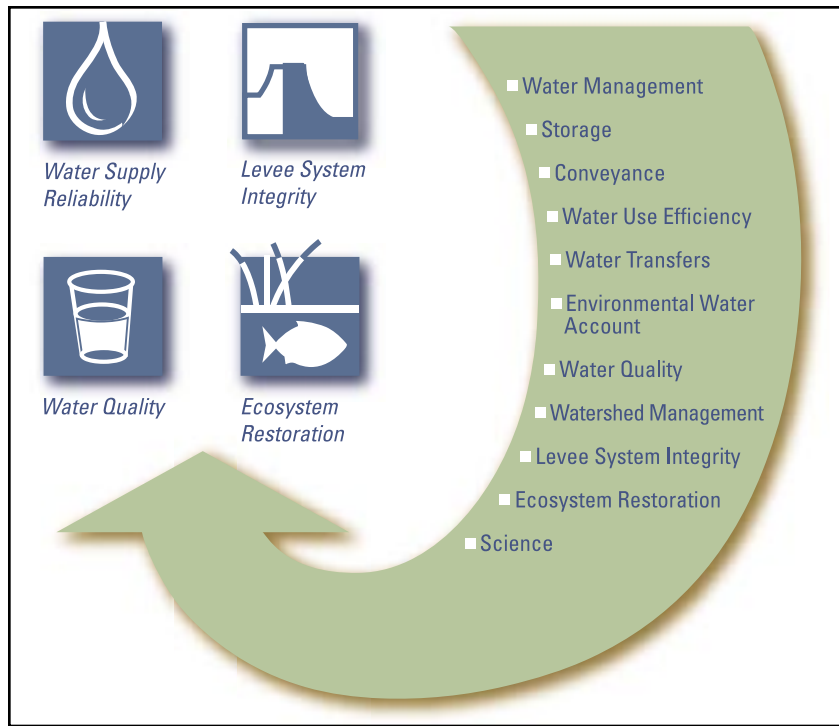 Water Supply
Reliability
Levee System
Integrity
Water Quality
Ecosystem
Restoration
Water Management
Storage
Conveyance
Water Use Efficiency
Water Transfers
Environmental Water
Account
Water Quality
Watershed Management
Levee System Integrity
Ecosystem Restoration
Science